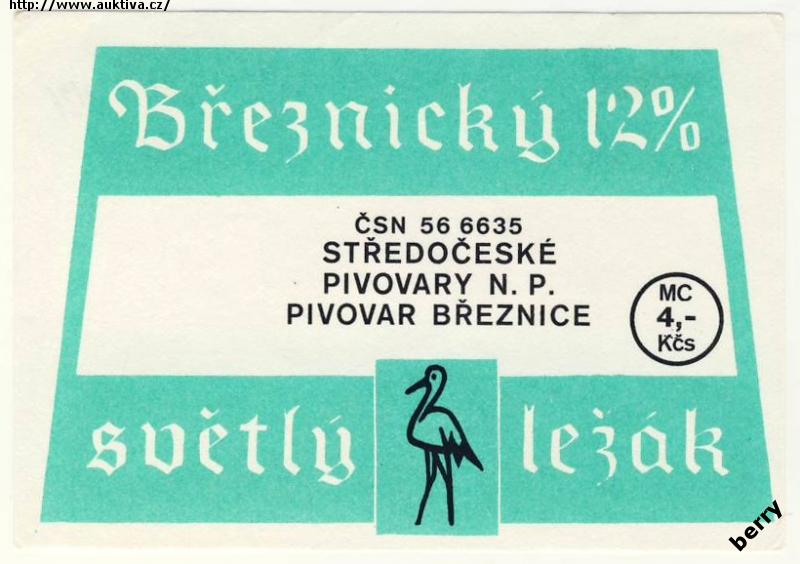 http://www.auktiva.cz/
Březnický 12%
ČSN 56 6635
STŘEDOČESKÉ
PIVOVARY N. P.
PIVOVAR BŘEZNICE
MC
4,-
Kčs
světlý ležák
berry